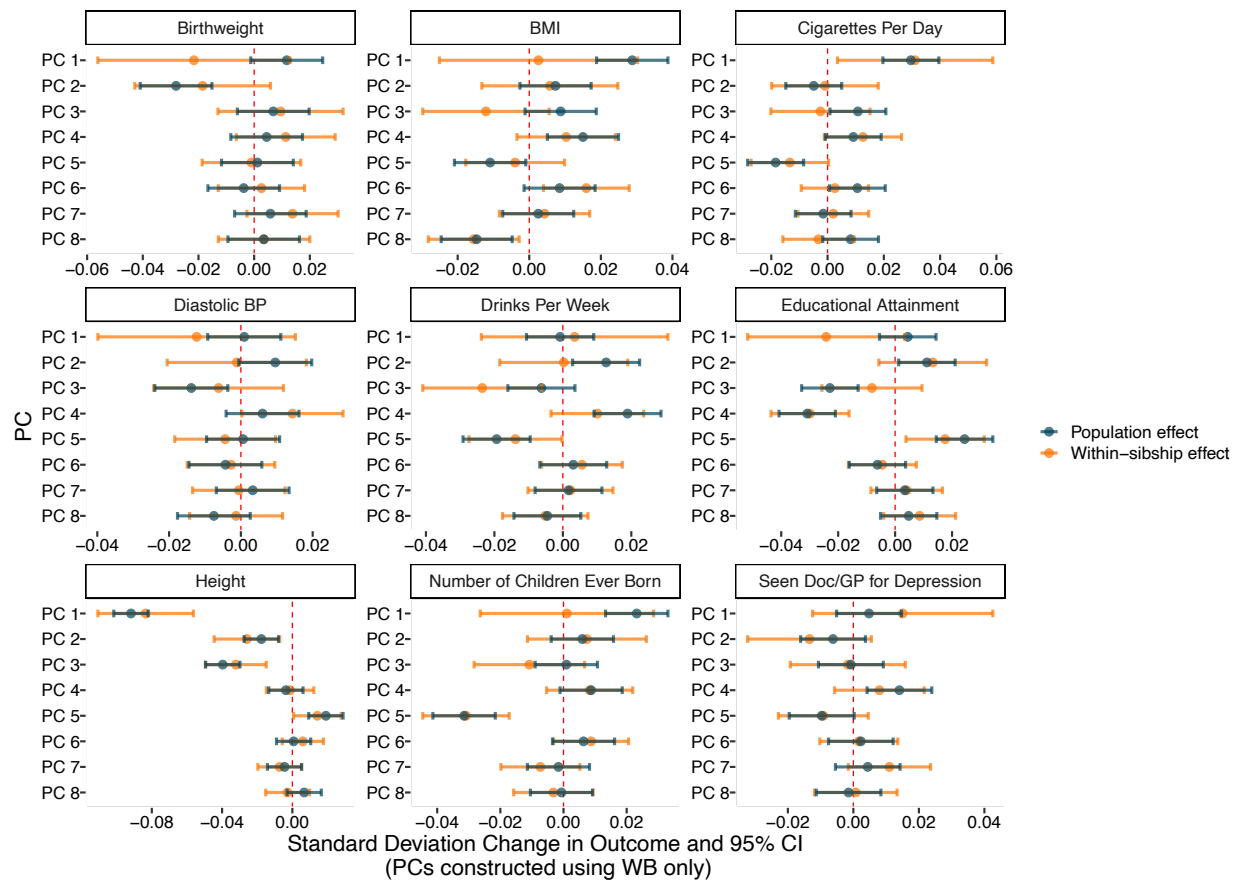 Birthweight
BMI
Cigarettes Per Day
PC 1
PC 2
PC 3
PC 4
PC 5
PC 6
PC 7
PC 8
−0.06 −0.04 −0.02 0.00 0.02
PC 1
PC 2
PC 3
PC 4
PC 5
PC 6
PC 7
PC 8
−0.02 0.00 0.02 0.04
PC 1
PC 2
PC 3
PC 4
PC 5
PC 6
PC 7
PC 8
−0.02 0.00 0.02 0.04 0.06
Diastolic BP
Drinks Per Week
Educational Attainment
PC 1
PC 2
PC 3
PC 4
PC 5
PC 6
PC 7
PC 8
−0.04 −0.02 0.00 0.02
PC 1
PC 2
PC 3
PC 4
PC 5
PC 6
PC 7
PC 8
−0.04 −0.02 0.00 0.02
PC 1
PC 2
PC 3
PC 4
PC 5
PC 6
PC 7
PC 8
−0.04 −0.02 0.00 0.02
Height
Number of Children Ever Born
Seen Doc/GP for Depression
PC 1
PC 2
PC 3
PC 4
PC 5
PC 6
PC 7
PC 8
−0.08 −0.04 0.00
PC 1
PC 2
PC 3
PC 4
PC 5
PC 6
PC 7
PC 8
−0.04 −0.02 0.00 0.02
PC 1
PC 2
PC 3
PC 4
PC 5
PC 6
PC 7
PC 8
−0.02 0.00 0.02 0.04
PC
Standard Deviation Change in Outcome and 95% CI
(PCs constructed using WB only)
Population effect
Within−sibship effect